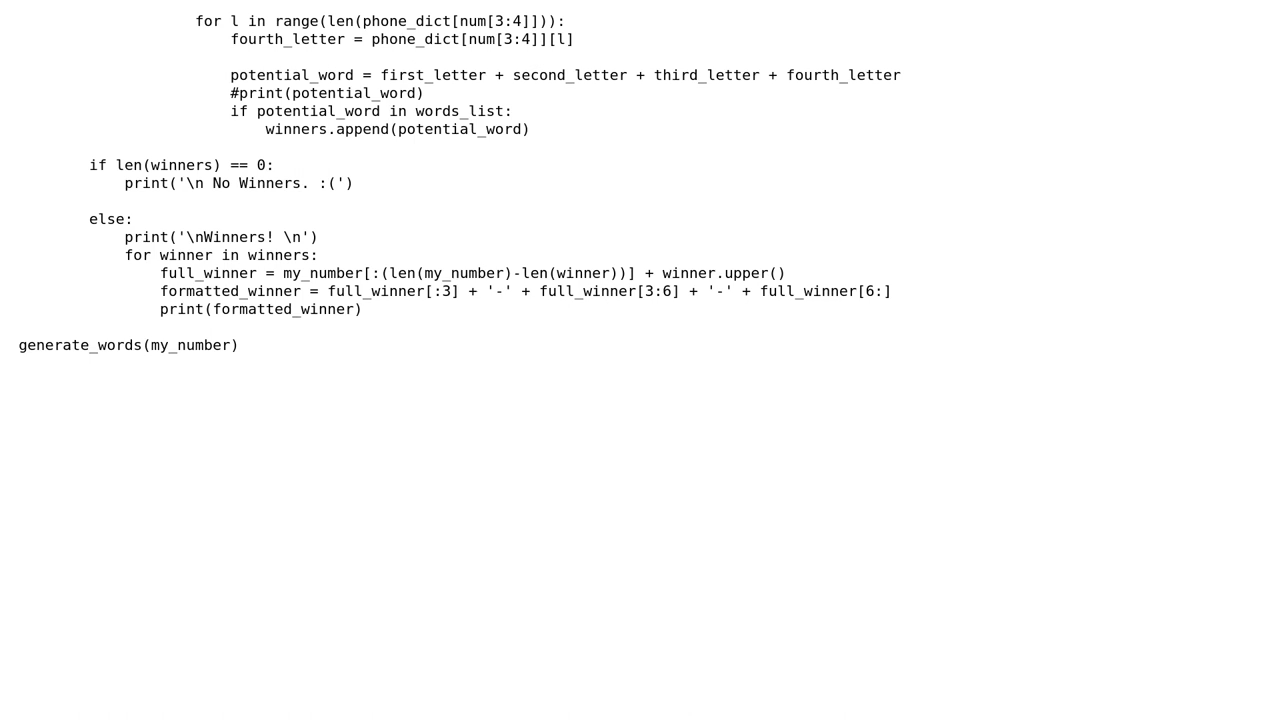 for l in range(len(phone_dict[num[3:4]])):
fourth_letter = phone_dict[num[3:4]][l]
potential_word = first_letter + second_letter + third_letter + fourth_letter
#print(potential_word)
if potential_word in words_list:
winners.append(potential_word)
if len(winners) == 0:
print('\n No Winners. :(')
else:
print('\nWinners! \n')
for winner in winners:
full_winner = my_number[:(len(my_number)-len(winner))] + winner.upper()
formatted_winner = full_winner[:3] + '-' + full_winner[3:6] + '-' + full_winner[6:]
print(formatted_winner)
generate_words(my_number)